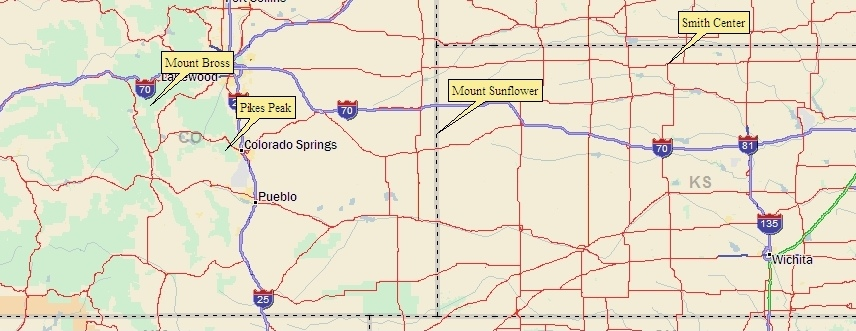 Fort Collins
Smith Center
Mount Bross
Lakewood
70
Mount Sunflower
25
Pikes Peak
70
CO
Colorado Springs
70
81
KS
Pueblo
135
Wichita
25